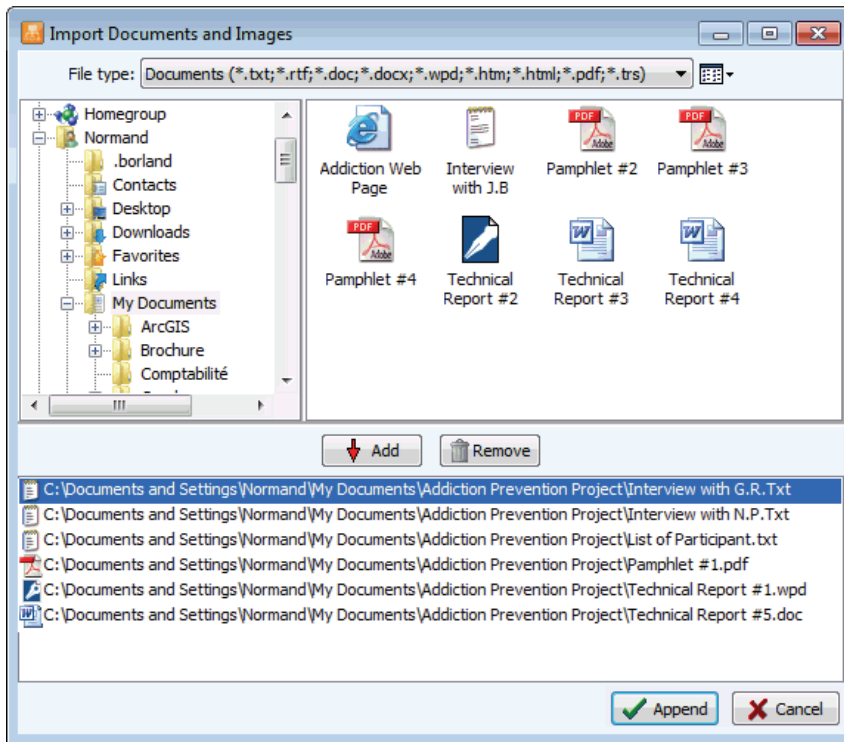 Import Documents and Images
File type: Documents (*.txt;*.rtf;*.doc;*.docx;*.wpd;*.htm;*.html;*.pdf;*.trs)
Homegroup
Normand
.borland
Contacts
Desktop
Downloads
Favorites
Links
My Documents
ArcGIS
Brochure
Comptabilité
Addiction Web
Page
Interview
with J.B
PDF
Adobe
Pamphlet #2
PDF
Adobe
Pamphlet #3
PDF
Adobe
Pamphlet #4
Technical
Report #2
Technical
Report #3
Technical
Report #4
Add
Remove
C:\Documents and Settings\Normand\My Documents\Addiction Prevention Project\Interview with G.R.Txt
C:\Documents and Settings\Normand\My Documents\Addiction Prevention Project\Interview with N.P.Txt
C:\Documents and Settings\Normand\My Documents\Addiction Prevention Project\List of Participant.txt
C:\Documents and Settings\Normand\My Documents\Addiction Prevention Project\Pamphlet #1.pdf
C:\Documents and Settings\Normand\My Documents\Addiction Prevention Project\Technical Report #1.wpd
C:\Documents and Settings\Normand\My Documents\Addiction Prevention Project\Technical Report #5.doc
Append
Cancel